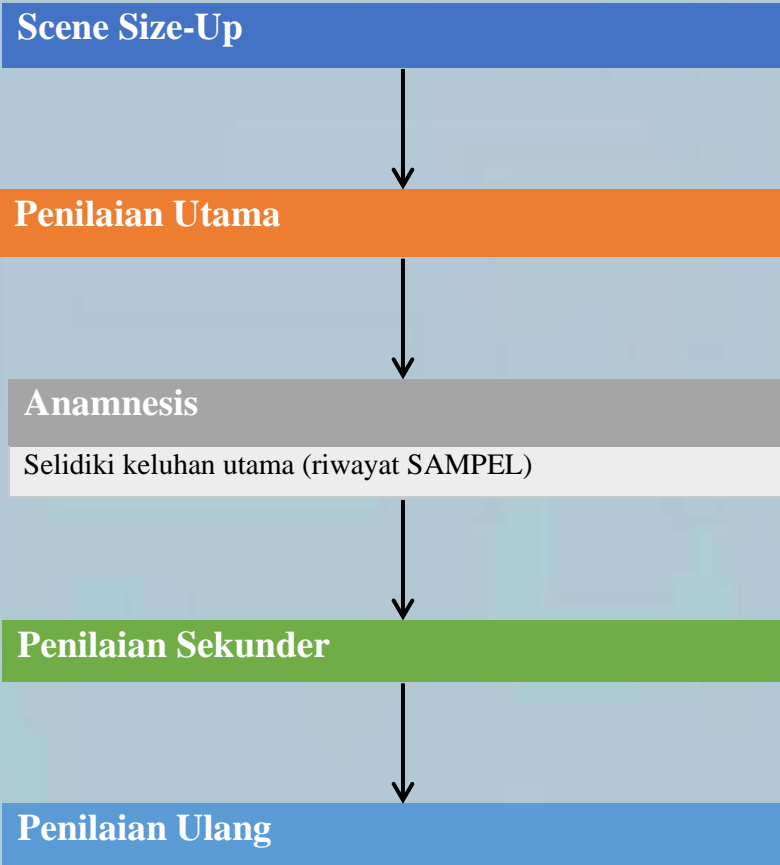 Scene Size-Up
Penilaian Utama
Anamnesis
Selidiki keluhan utama (riwayat SAMPEL)
Penilaian Sekunder
Penilaian Ulang